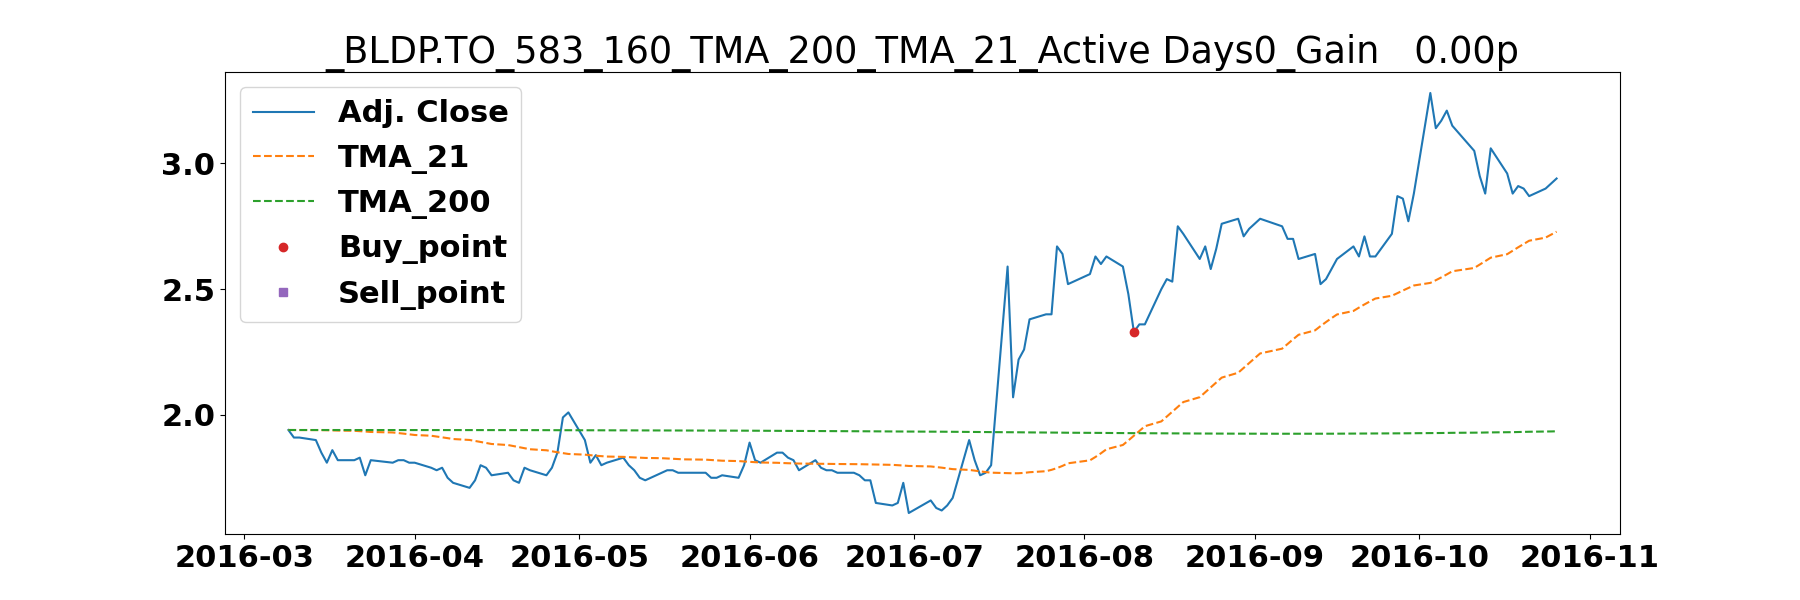 _BLDP.TO_583_160_TMA_200_TMA_21_Active Days0_Gain   0.00p
Adj. Close
TMA_21
TMA_200
Buy_point
Sell_point
3.0
2.5
2.0
2016-03 2016-04 2016-05 2016-06 2016-07 2016-08 2016-09 2016-10 2016-11